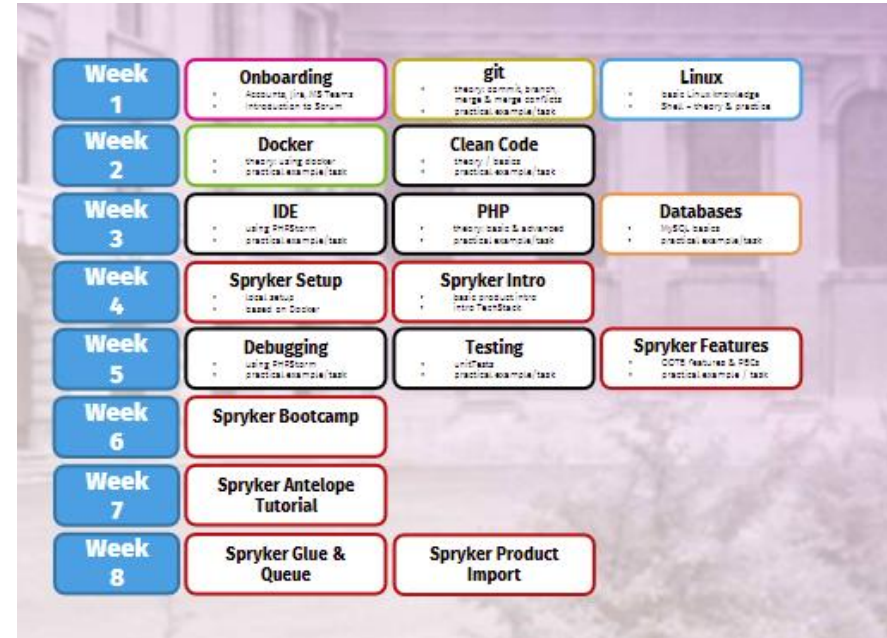 Week
1
Onboarding
Accounts, Jira, MS Teams
Introduction to Scrum
git
theory: commit, branch,
merge & merge conflicts
practical example/task
Linux
basic Linux knowledge
Shell – theory & practice
Week
2
Docker
theory: using docker
practical example/task
Clean Code
theory / basics
practical example/task
Week
3
IDE
using PHPStorm
practical example/task
PHP
theory: basic & advanced
practical example/task
Databases
MySQL basics
practical example/task
Week
4
Spryker Setup
local setup
based on Docker
Spryker Intro
basic product intro
intro TechStack
Week
5
Debugging
using PHPStorm
practical example/task
Testing
unitTests
practical example/task
Spryker Features
OOTB features & PBCs
practical example / task
Week
6
Spryker Bootcamp
Week
7
Spryker Antelope
Tutorial
Week
8
Spryker Glue &
Queue
Spryker Product
Import